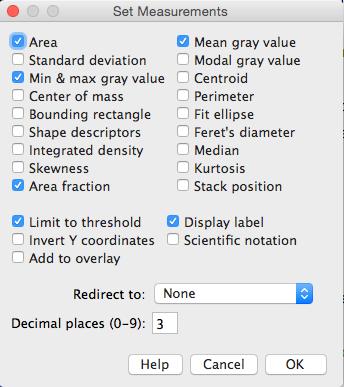 Set Measurements
Area Mean gray value
Standard deviation Modal gray value
Min & max gray value Centroid
Center of mass Perimeter
Bounding rectangle Fit ellipse
Shape descriptors Feret's diameter
Integrated density Median
Skewness Kurtosis
Area fraction Stack position
Limit to threshold Display label
Invert Y coordinates Scientific notation
Add to overlay
Redirect to: None
Decimal places (0-9): 3
Help Cancel OK